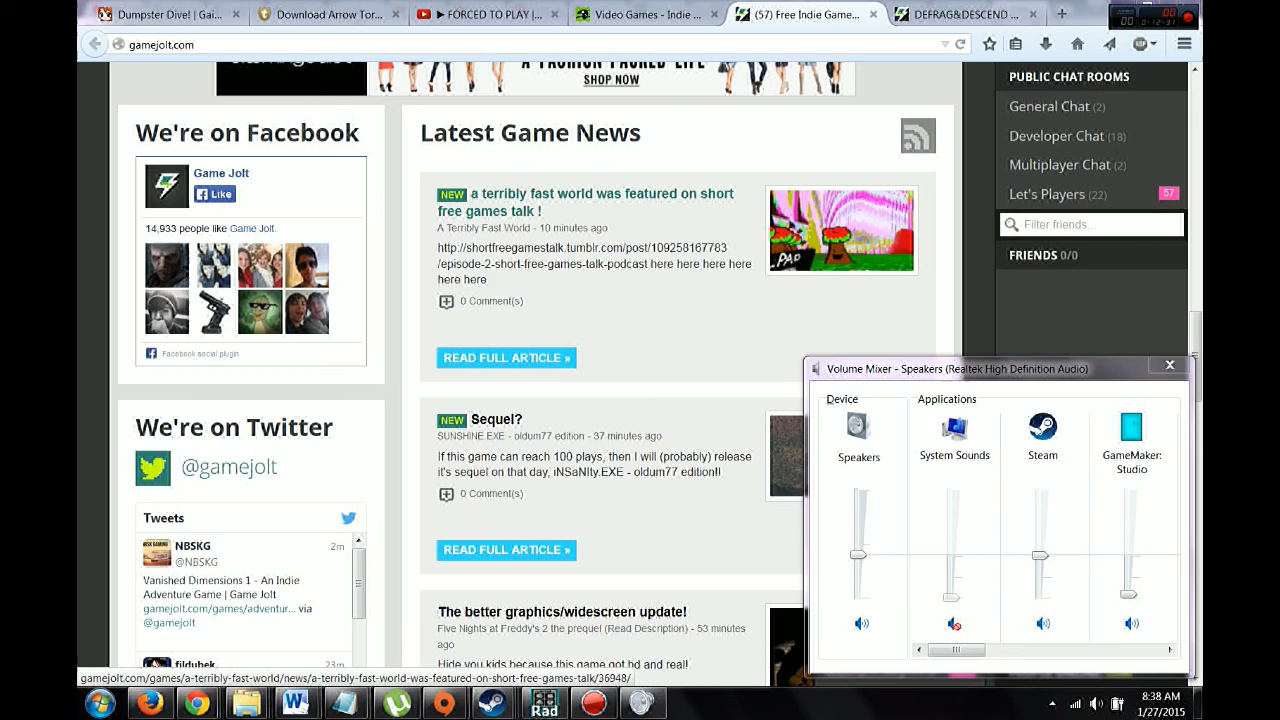 Dumpster Dive! | Gai...
Download Arrow Tor...
FORCED TO PLAY |...
Video Games - Indie ...
(57) Free Indie Game...
DEFRAG&DESCEND ...
gamejolt.com
A FASHION PACKED LIFE
SHOP NOW
We're on Facebook
Game Jolt
Like
14,933 people like Game Jolt.
Facebook social plugin
We're on Twitter
@gamejolt
Tweets
NBSKG
2m
@NBSKG
Vanished Dimensions 1 - An Indie
Adventure Game | Game Jolt
gamejolt.com/games/adventur... via
@gamejolt
filduhek.
23m
Latest Game News
NEW a terribly fast world was featured on short
free games talk !
A Terribly Fast World - 10 minutes ago
http://shortfreegamestalk.tumblr.com/post/109258167783
/episode-2-short-free-games-talk-podcast here here here here
here here
0 Comment(s)
READ FULL ARTICLE »
NEW Sequel?
SUNSHINE EXE - oldum77 edition - 37 minutes ago
If this game can reach 100 plays, then I will (probably) release
it's sequel on that day, iNSaNIty.EXE - oldum77 edition!!
0 Comment(s)
READ FULL ARTICLE »
The better graphics/widescreen update!
Five Nights at Freddy's 2 the prequel (Read Description) - 53 minutes
ago
Hide you kids because this game got hd and real!
PUBLIC CHAT ROOMS
General Chat (2)
Developer Chat (18)
Multiplayer Chat (2)
Let's Players (22)
57
Filter friends...
FRIENDS 0/0
Volume Mixer - Speakers (Realtek High Definition Audio)
Device
Applications
Speakers
System Sounds
Steam
GameMaker:
Studio
gamejolt.com/games/a-terribly-fast-world/news/a-terribly-fast-world-was-featured-on-short-free-games-talk/36948/
Rad
8:38 AM
1/27/2015